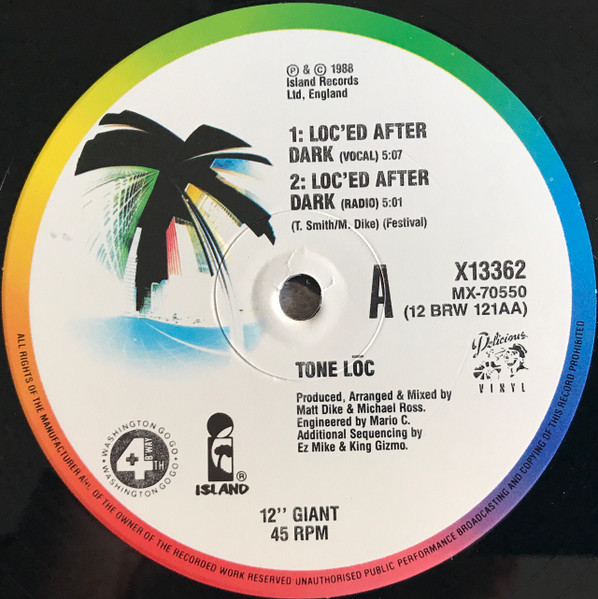 ℗ & © 1988
Island Records
Ltd, England
1: LOC'ED AFTER
DARK (VOCAL) 5:07
2: LOC'ED AFTER
DARK (RADIO) 5:01
(T. Smith/M. Dike) (Festival)
A
X13362
MX-70550
(12 BRW 121AA)
Delicious
VINYL
TONE LOC
Produced, Arranged & Mixed by
Matt Dike & Michael Ross.
Engineered by Mario C.
Additional Sequencing by
Ez Mike & King Gizmo.
• WASHINGTON GO GO •
WASHINGTON GO GO
4TH
B'WAY
ISLAND ®
12'' GIANT
45 RPM
ALL RIGHTS OF THE MANUFACTURER AND OF THE OWNER OF THE RECORDED WORK RESERVED UNAUTHORISED PUBLIC PERFORMANCE BROADCASTING AND COPYING OF THIS RECORD PROHIBITED